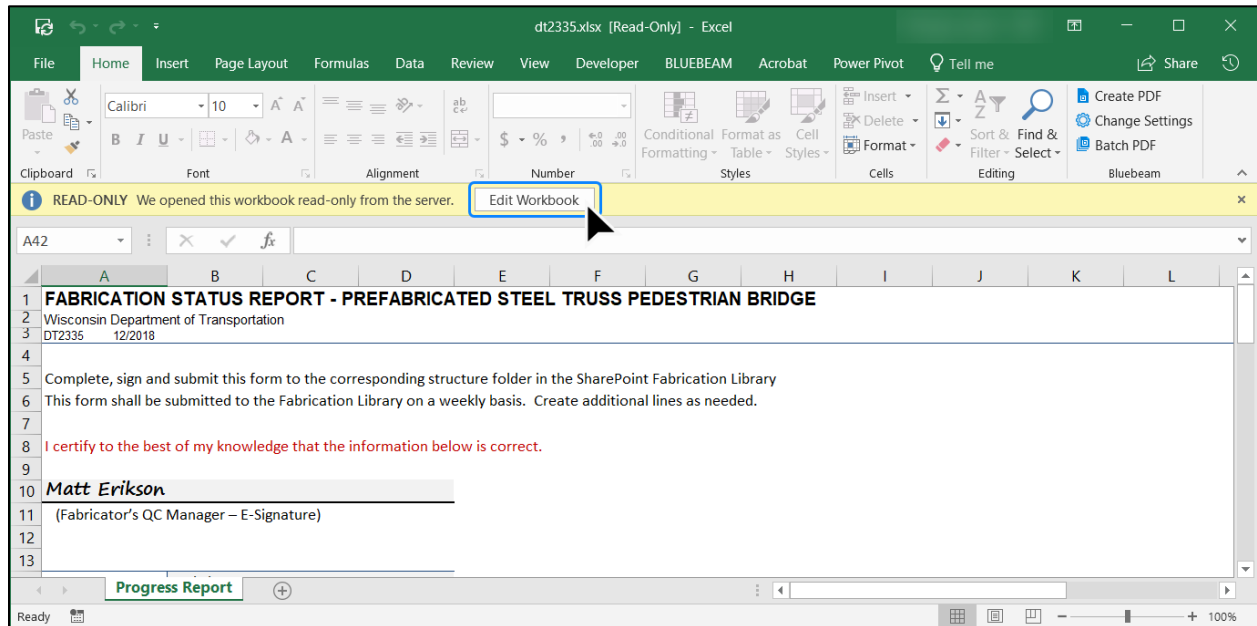 dt2335.xlsx [Read-Only] - Excel
File Home Insert Page Layout Formulas Data Review View Developer BLUEBEAM Acrobat Power Pivot Tell me Share
Calibri 10 A A ab Insert Σ A Create PDF
Paste Delete Z Change Settings
B I U A $ % , .0 .00 Conditional Format as Cell Sort & Find & 
Formatting Table Styles Format Filter Select Batch PDF
Clipboard Font Alignment Number Styles Cells Editing Bluebeam
READ-ONLY We opened this workbook read-only from the server. Edit Workbook
A42 fx
A B C D E F G H I J K L
1 FABRICATION STATUS REPORT - PREFABRICATED STEEL TRUSS PEDESTRIAN BRIDGE
2 Wisconsin Department of Transportation
3 DT2335 12/2018
4
5 Complete, sign and submit this form to the corresponding structure folder in the SharePoint Fabrication Library
6 This form shall be submitted to the Fabrication Library on a weekly basis. Create additional lines as needed.
7
8 I certify to the best of my knowledge that the information below is correct.
9
10 Matt Erikson
11 (Fabricator's QC Manager – E-Signature)
12
13
Progress Report
Ready 100%